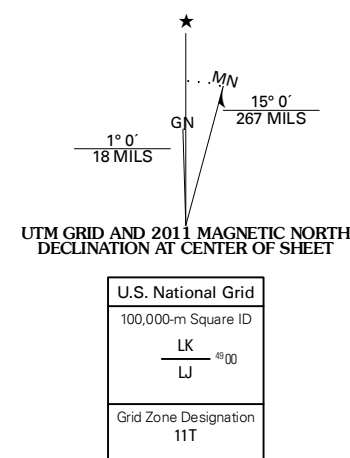 ★
MN
GN
1° 0´
18 MILS
15° 0´
267 MILS
UTM GRID AND 2011 MAGNETIC NORTH
DECLINATION AT CENTER OF SHEET
U.S. National Grid
100,000-m Square ID
LK
4900
LJ
Grid Zone Designation
11T